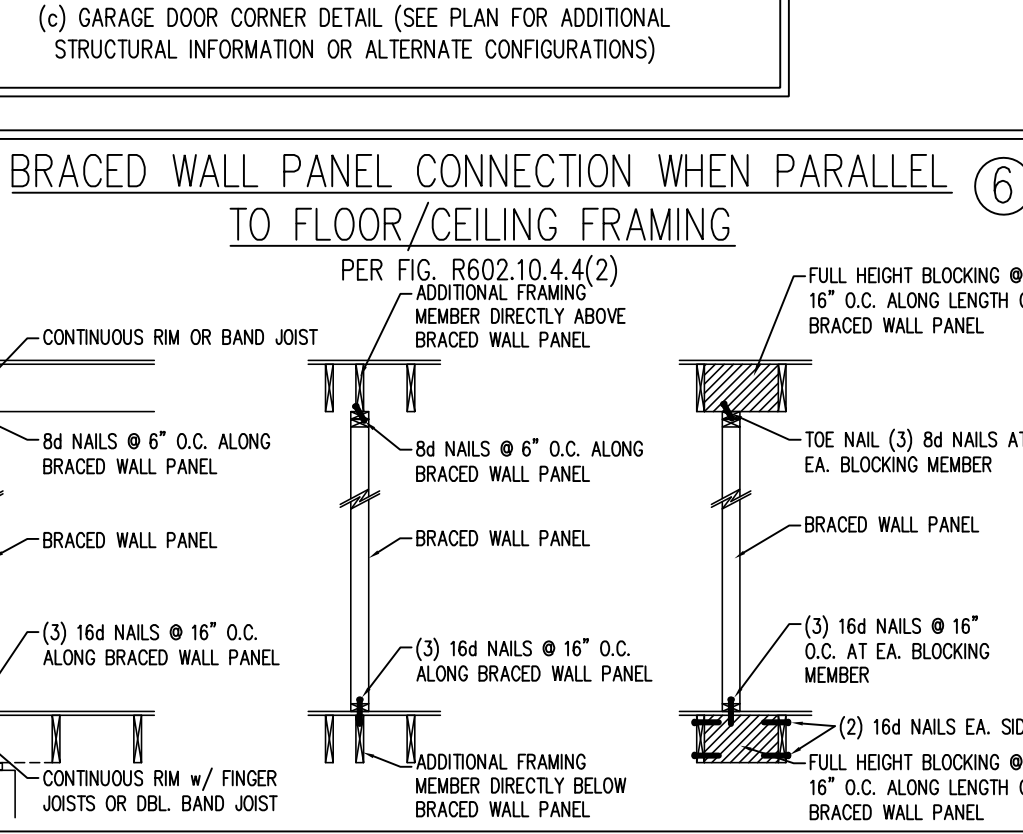 (c) GARAGE DOOR CORNER DETAIL (SEE PLAN FOR ADDITIONAL
STRUCTURAL INFORMATION OR ALTERNATE CONFIGURATIONS)
BRACED WALL PANEL CONNECTION WHEN PARALLEL
6
TO FLOOR/CEILING FRAMING
PER FIG. R602.10.4.4(2)
CONTINUOUS RIM OR BAND JOIST
8d NAILS @ 6" O.C. ALONG
BRACED WALL PANEL
BRACED WALL PANEL
(3) 16d NAILS @ 16" O.C.
ALONG BRACED WALL PANEL
CONTINUOUS RIM w/ FINGER
JOISTS OR DBL. BAND JOIST
ADDITIONAL FRAMING
MEMBER DIRECTLY ABOVE
BRACED WALL PANEL
8d NAILS @ 6" O.C. ALONG
BRACED WALL PANEL
BRACED WALL PANEL
(3) 16d NAILS @ 16" O.C.
ALONG BRACED WALL PANEL
ADDITIONAL FRAMING
MEMBER DIRECTLY BELOW
BRACED WALL PANEL
FULL HEIGHT BLOCKING @
16" O.C. ALONG LENGTH
BRACED WALL PANEL
TOE NAIL (3) 8d NAILS AT
EA. BLOCKING MEMBER
BRACED WALL PANEL
(3) 16d NAILS @ 16"
O.C. AT EA. BLOCKING
MEMBER
(2) 16d NAILS EA.
FULL HEIGHT BLOCKING @
16" O.C. ALONG LENGTH
BRACED WALL PANEL